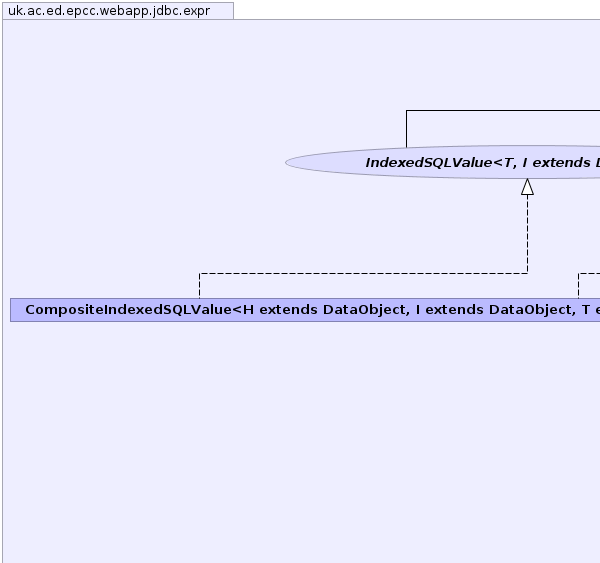 uk.ac.ed.epcc.webapp.jdbc.expr
IndexedSQLValue<T, I extends
CompositeIndexedSQLValue<H extends DataObject, I extends DataObject, T